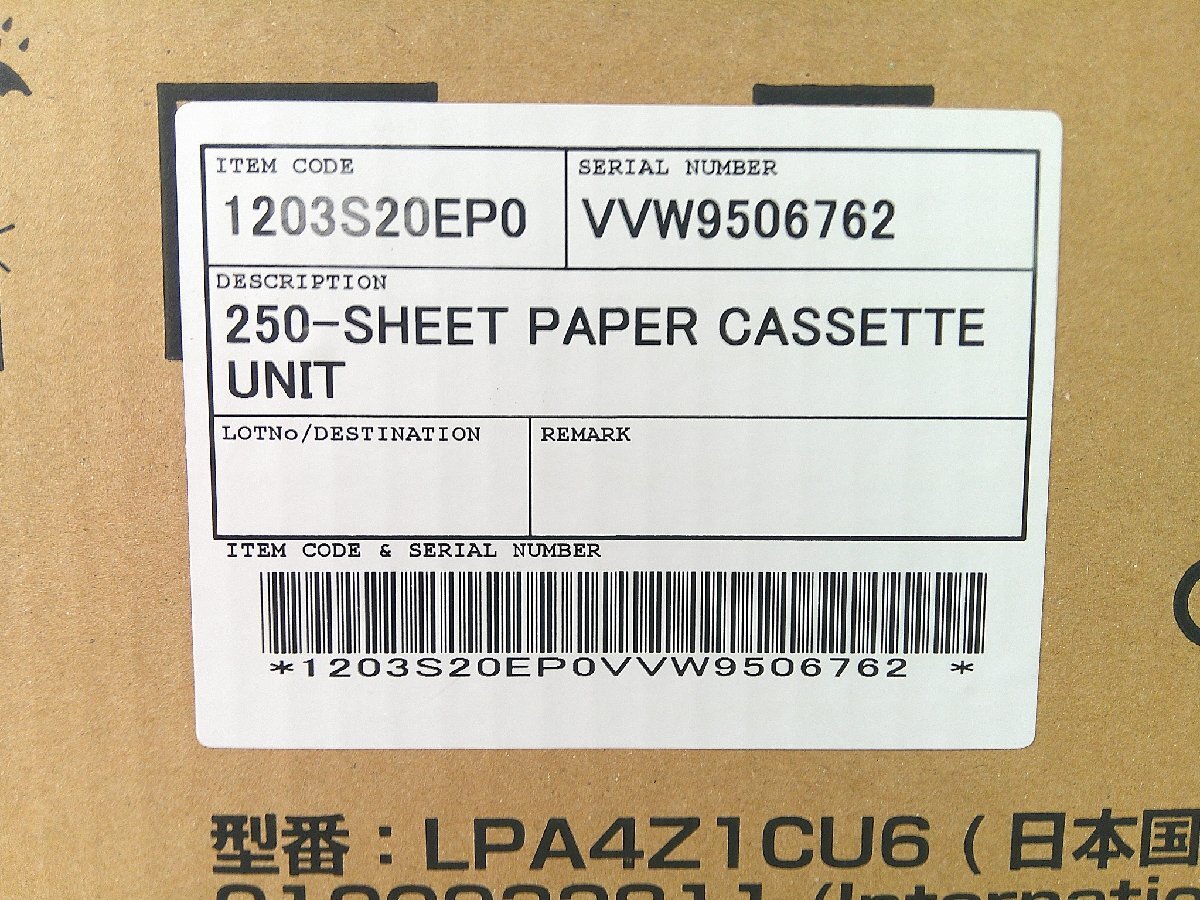 ITEM CODE
1203S20EP0
SERIAL NUMBER
VVW9506762
DESCRIPTION
250-SHEET PAPER CASSETTE
UNIT
LOTNo/DESTINATION
REMARK
ITEM CODE & SERIAL NUMBER
*1203S20EP0VVW9506762 *
型番：LPA4Z1CU6（日本国